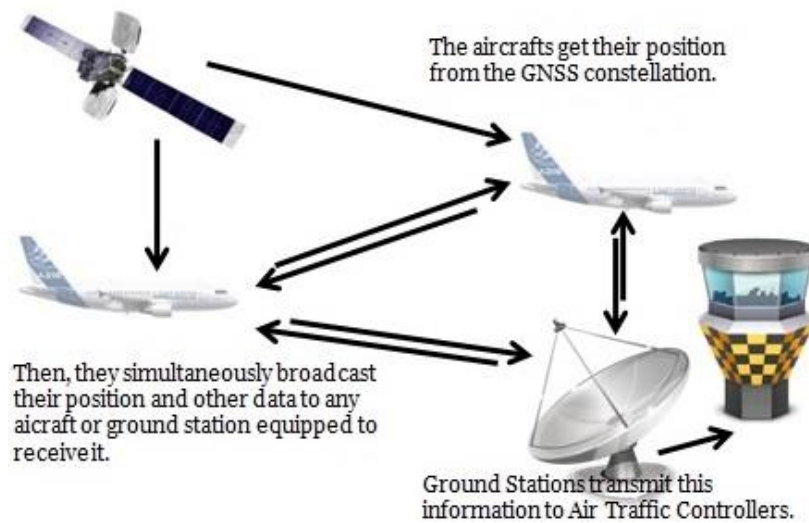 The aircrafts get their position
from the GNSS constellation.
Then, they simultaneously broadcast
their position and other data to any
aicraft or ground station equipped to
receive it.
Ground Stations transmit this
information to Air Traffic Controllers.